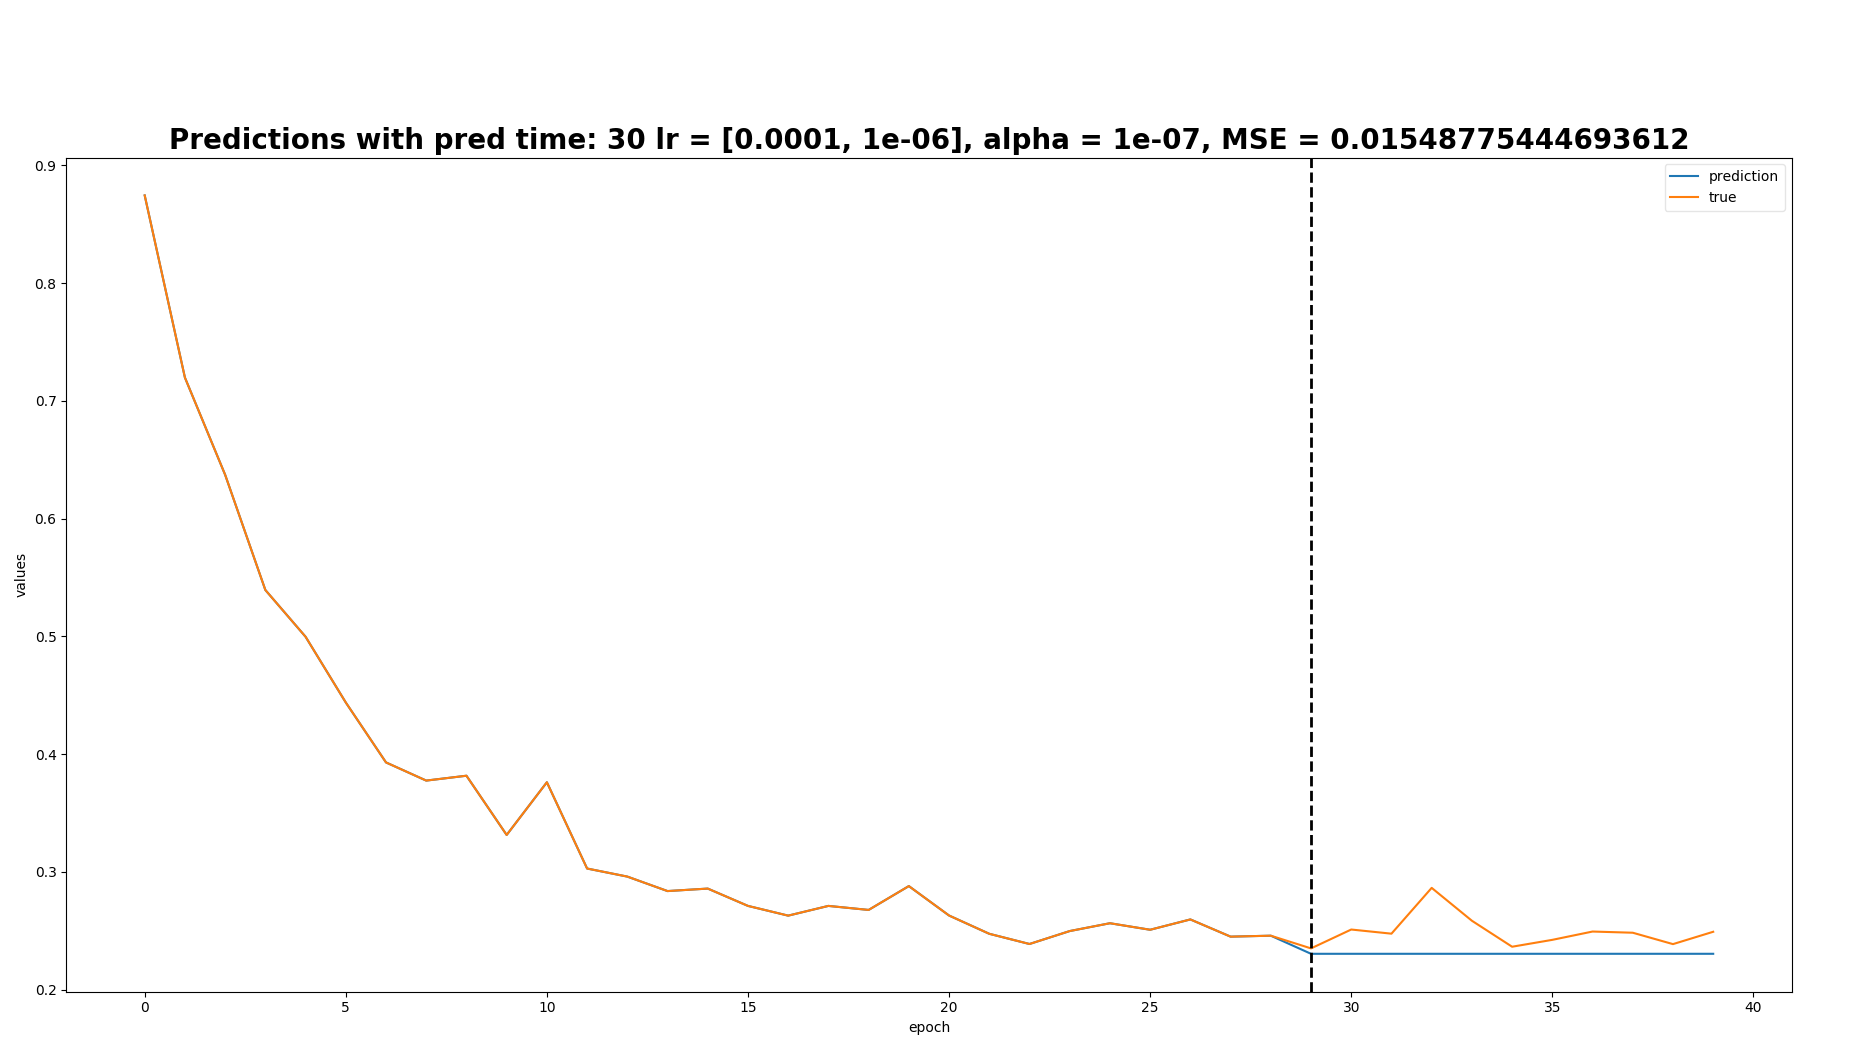 Predictions with pred time: 30 lr = [0.0001, 1e-06], alpha = 1e-07, MSE = 0.01548775444693612
prediction
true
values
0.9
0.8
0.7
0.6
0.5
0.4
0.3
0.2
0 5 10 15 20 25 30 35 40
epoch